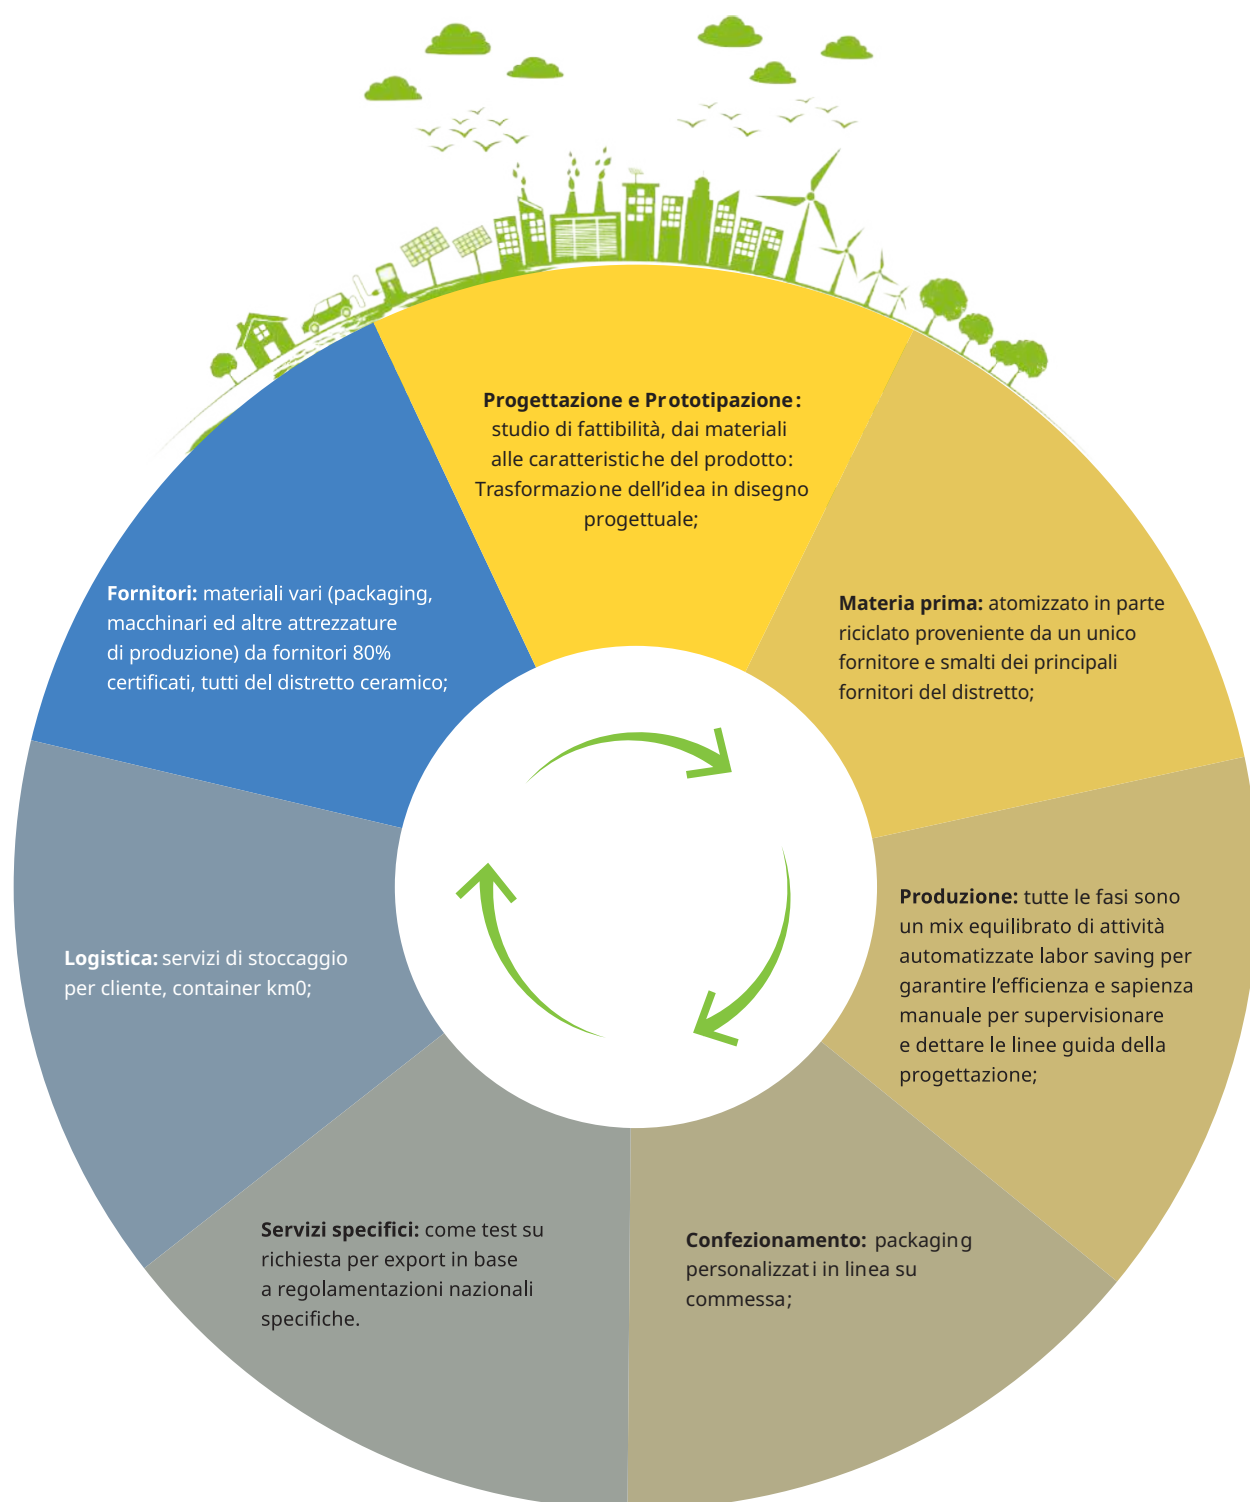 Progettazione e Prototipazione:
studio di fattibilità, dai materiali
alle caratteristiche del prodotto:
Trasformazione dell’idea in disegno
progettuale;
Materia prima: atomizzato in parte
riciclato proveniente da un unico
fornitore e smalti dei principali
fornitori del distretto;
Produzione: tutte le fasi sono
un mix equilibrato di attività
automatizzate labor saving per
garantire l’efficienza e sapienza
manuale per supervisionare
e dettare le linee guida della
progettazione;
Confezionamento: packaging
personalizzati in linea su
commessa;
Servizi specifici: come test su
richiesta per export in base
a regolamentazioni nazionali
specifiche.
Logistica: servizi di stoccaggio
per cliente, container km0;
Fornitori: materiali vari (packaging,
macchinari ed altre attrezzature
di produzione) da fornitori 80%
certificati, tutti del distretto ceramico;